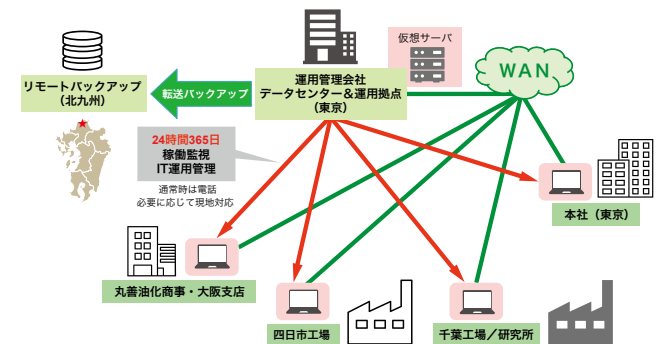 仮想サーバ
WAN
リモートバックアップ
（北九州）
転送バックアップ
運用管理会社
データセンター＆運用拠点
（東京）
24時間365日
稼働監視
IT運用管理
通常時は電話
必要に応じて現地対応
本社（東京）
丸善油化商事・大阪支店
四日市工場
千葉工場／研究所